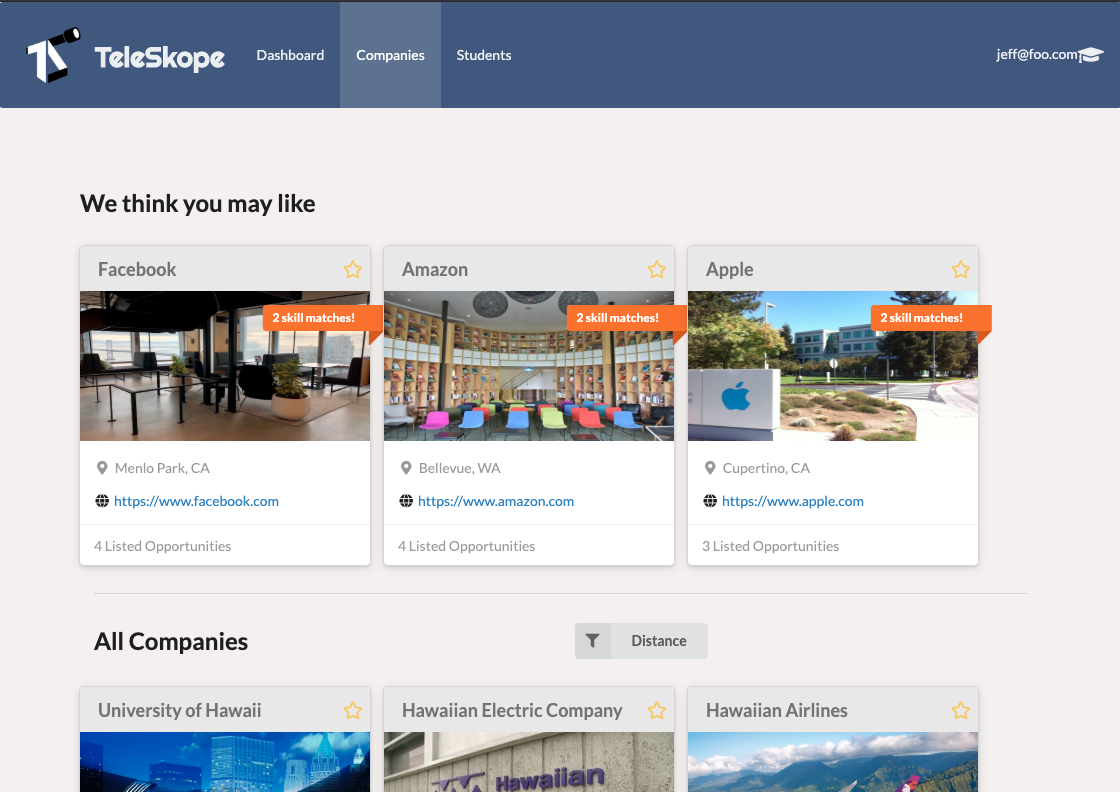 TeleSkope
Dashboard
Companies
Students
jeff@foo.com
We think you may like
Facebook
Amazon
Apple
2 skill matches!
2 skill matches!
2 skill matches!
Menlo Park, CA
Bellevue, WA
Cupertino, CA
https://www.facebook.com
https://www.amazon.com
https://www.apple.com
4 Listed Opportunities
4 Listed Opportunities
3 Listed Opportunities
All Companies
Distance
University of Hawaii
Hawaiian Electric Company
Hawaiian Airlines
Hawaiian